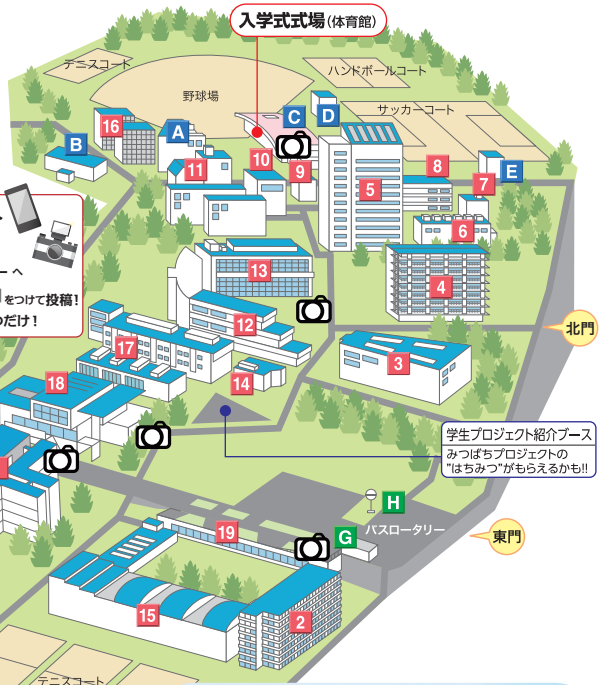 入学式式場(体育館)
テニスコート
野球場
ハンドボールコート
サッカーコート
A
B
C
D
E
16
11
10
9
5
8
7
6
4
13
12
17
14
3
18
北門
ーへ
をつけて投稿!
のだけ!
学生プロジェクト紹介ブース
みつばちプロジェクトの
"はちみつ"がもらえるかも!!
H
G
バスロータリー
東門
19
15
2
テニスコート